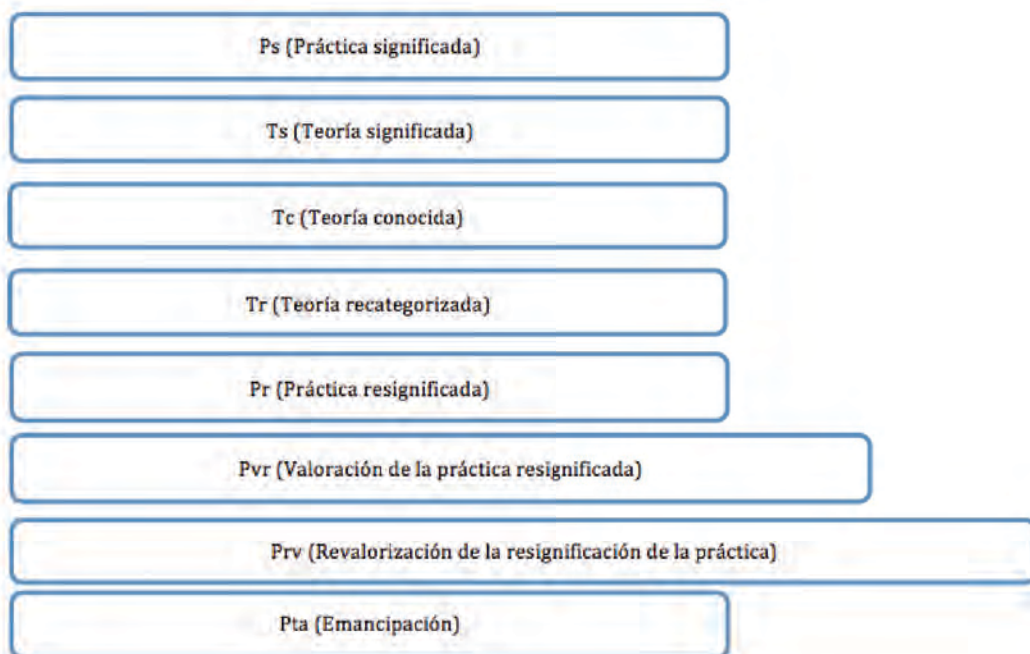 Ps (Práctica significada)
Ts (Teoría significada)
Tc (Teoría conocida)
Tr (Teoría recategorizada)
Pr (Práctica resignificada)
Pvr (Valoración de la práctica resignificada)
Prv (Revalorización de la resignificación de la práctica)
Pta (Emancipación)